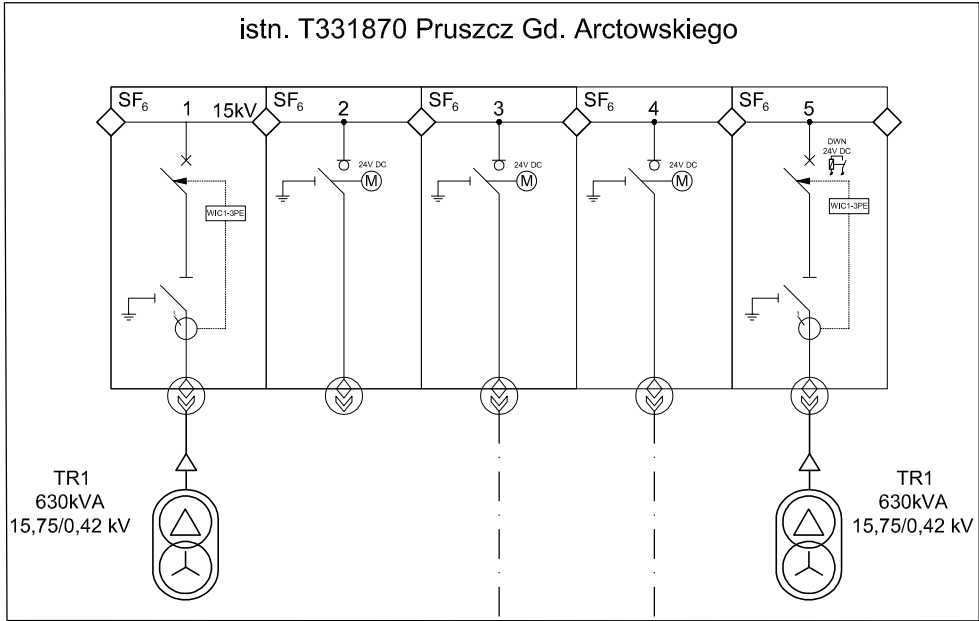 istn. T331870 Pruszcz Gd. Arctowskiego
SF6 1 15kV SF6 2 SF6 3 SF6 4 SF6 5
DWN
24V DC
24V DC 24V DC 24V DC
M M M
WIC1-3PE WIC1-3PE
TR1
630kVA
15,75/0,42 kV
TR1
630kVA
15,75/0,42 kV